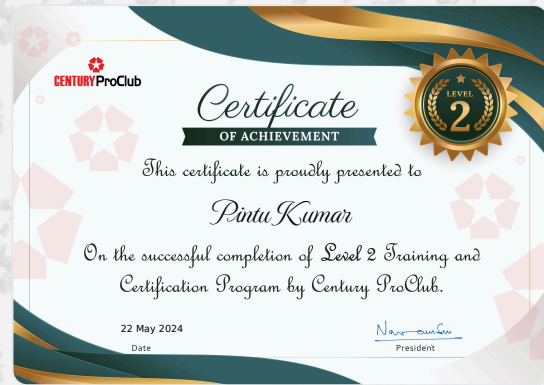 CENTURY ProClub
LEVEL
2
Certificate
OF ACHIEVEMENT
This certificate is proudly presented to
Pintu Kumar
On the successful completion of Level 2 Training and
Certification Program by Century ProClub.
22 May 2024
Date
President